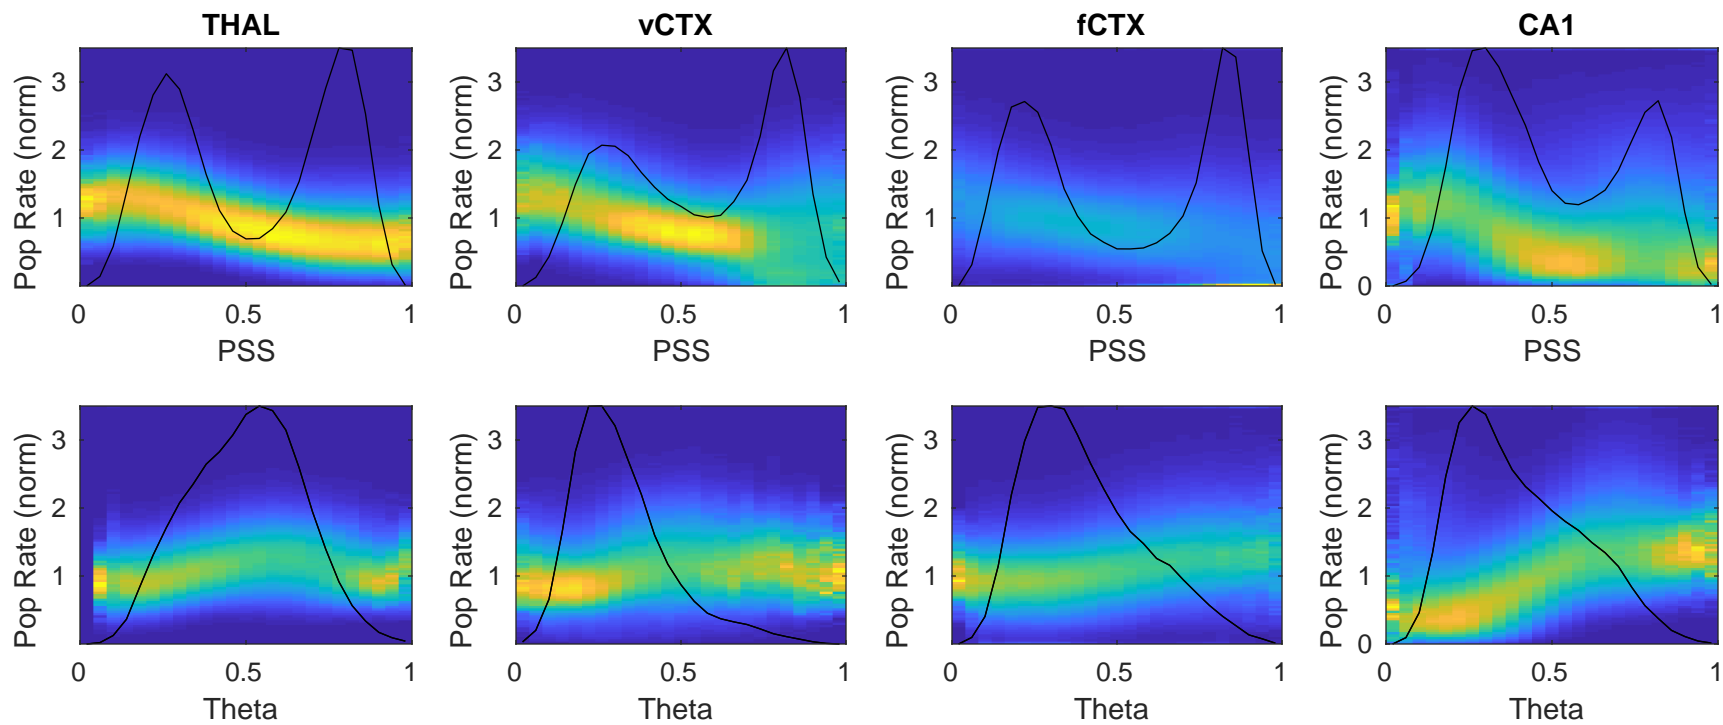 THAL vCTX fCTX CA1
Pop Rate (norm) 3 2 1 Pop Rate (norm) 3 2 1 Pop Rate (norm) 3 2 1 Pop Rate (norm) 3 2 1 0
0 0.5 1 0 0.5 1 0 0.5 1 0 0.5 1
PSS PSS PSS PSS
Pop Rate (norm) 3 2 1 Pop Rate (norm) 3 2 1 Pop Rate (norm) 3 2 1 Pop Rate (norm) 3 2 1 0
0 0.5 1 0 0.5 1 0 0.5 1 0 0.5 1
Theta Theta Theta Theta